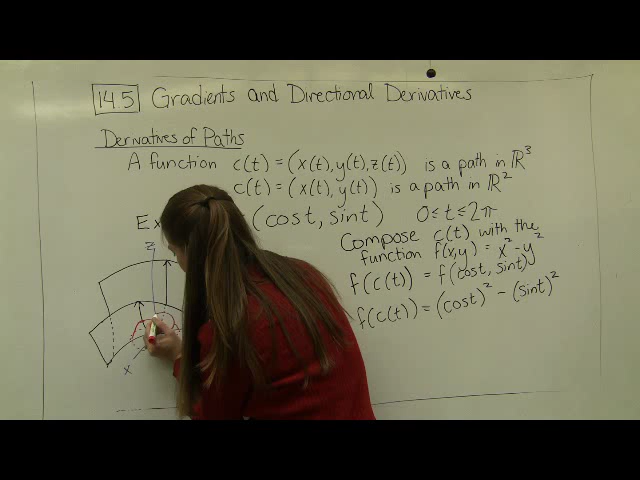 14.5 Gradients and Directional Derivatives
Derivatives of Paths
A function c(t) = (x(t), y(t), z(t)) is a path in ℝ³
c(t) = (x(t), y(t)) is a path in ℝ²
(cost, sint) 0 ≤ t ≤ 2π
Compose c(t) with the
function f(x,y) = x² - y²
f(c(t)) = f(cost, sint)
f(c(t)) = (cost)² - (sint)²
z
x